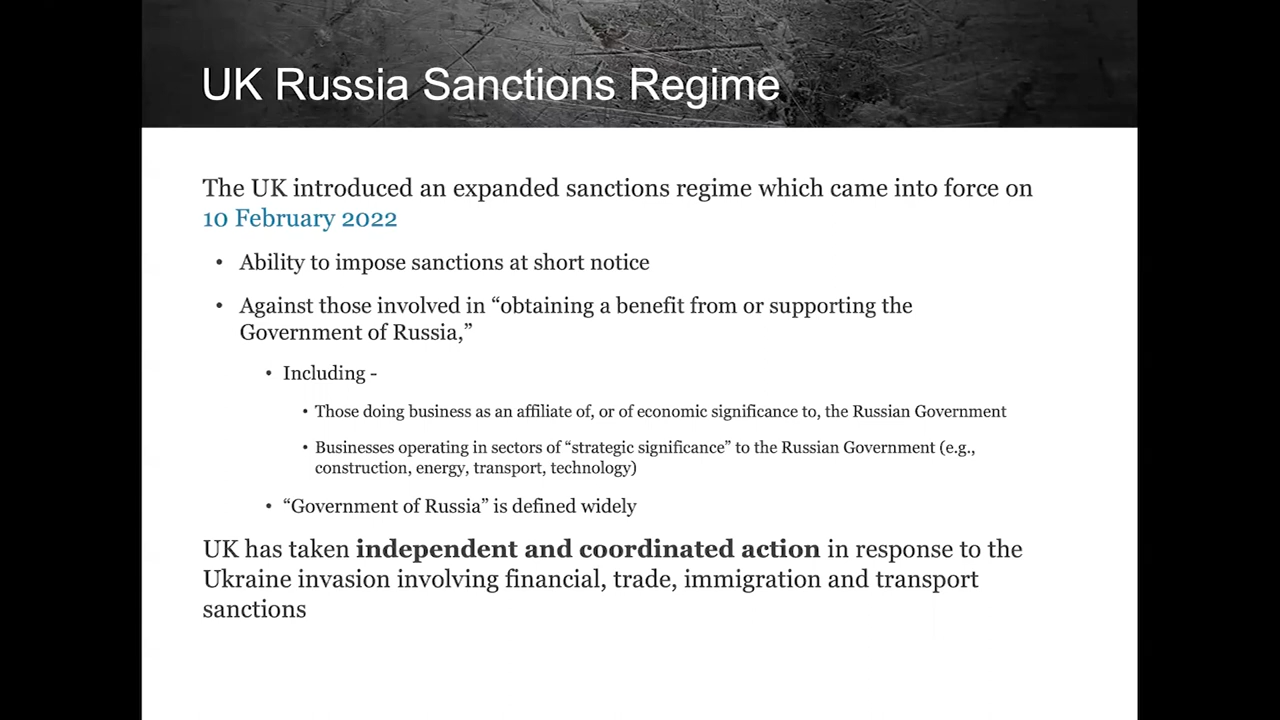 UK Russia Sanctions Regime
The UK introduced an expanded sanctions regime which came into force on
10 February 2022
• Ability to impose sanctions at short notice
• Against those involved in “obtaining a benefit from or supporting the
Government of Russia,”
• Including -
• Those doing business as an affiliate of, or of economic significance to, the Russian Government
• Businesses operating in sectors of “strategic significance” to the Russian Government (e.g.,
construction, energy, transport, technology)
• “Government of Russia” is defined widely
UK has taken independent and coordinated action in response to the
Ukraine invasion involving financial, trade, immigration and transport
sanctions